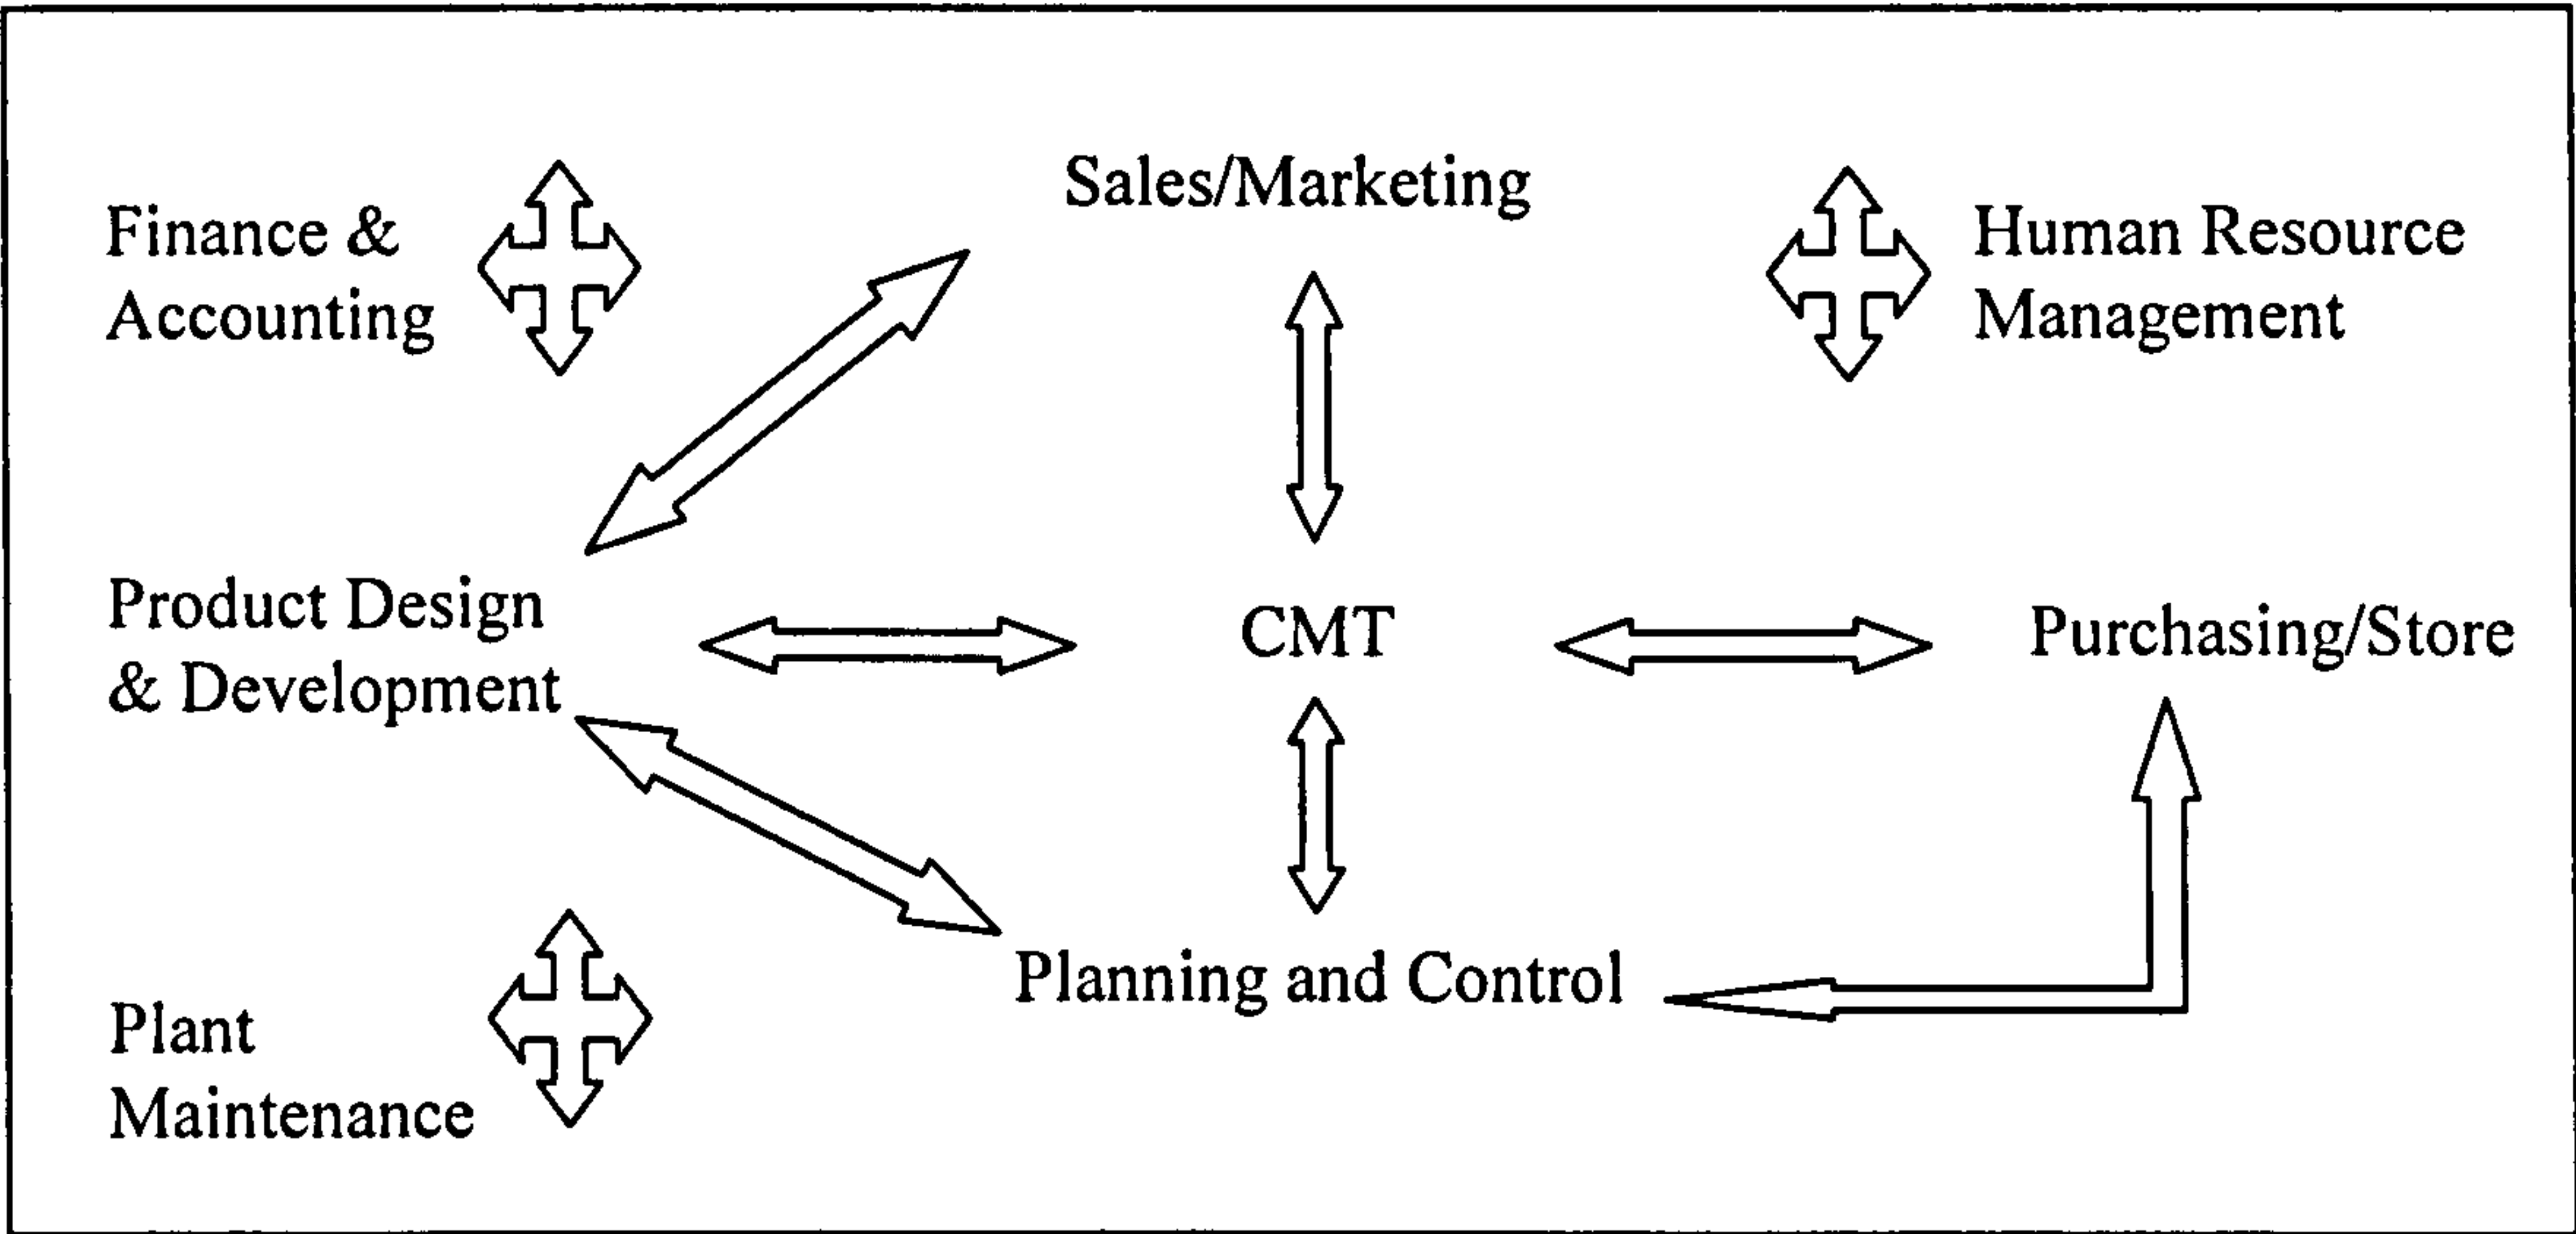 Sales/Marketing
Finance &
Accounting
Human Resource
Management
Product Design
& Development
CMT
Purchasing/Store
Planning and Control
Plant
Maintenance